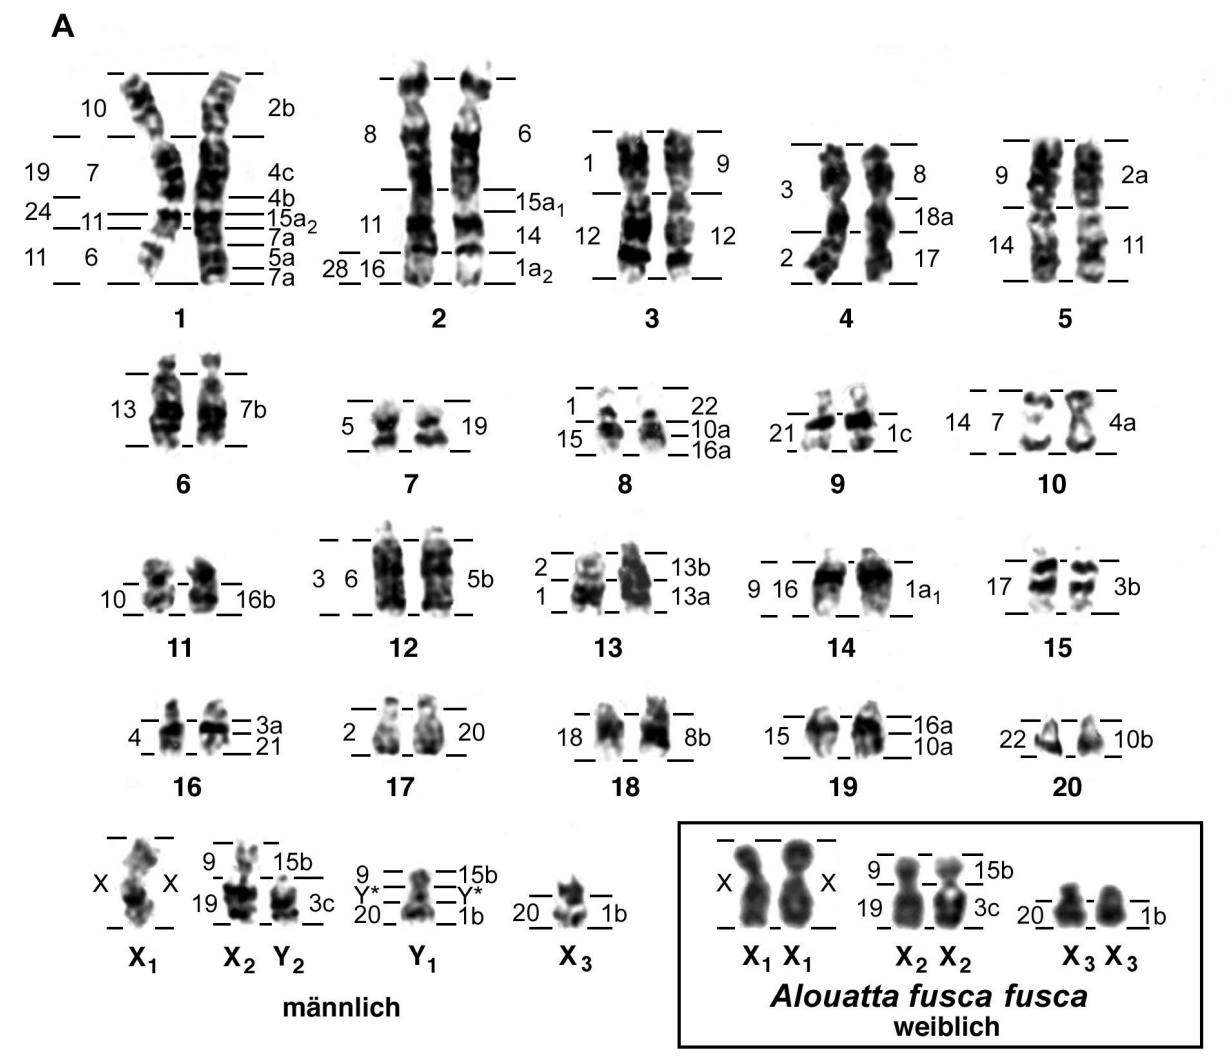 A
10 2b
19 7 4c
4b
24 11 15a2
7a
11 6 5a
7a
1
8 6
15a1
11 14
28 16 1a2
2
1 9
12 12
3
3 8
18a
2 17
4
9 2a
14 11
5
13 7b
6
5 19
7
1 22
15 10a
16a
8
21 1c
9
14 7 4a
10
10 16b
11
3 6 5b
12
2 13b
1 13a
13
9 16 1a1
14
17 3b
15
4 3a
21
16
2 20
17
18 8b
18
15 16a
10a
19
22 10b
20
X X
X1
9 15b
19 3c
X2 Y2
9 15b
Y* Y*
20 1b
Y1
20 1b
X3
männlich
X X
X1 X1
9 15b
19 3c
X2 X2
20 1b
X3 X3
Alouatta fusca fusca
weiblich